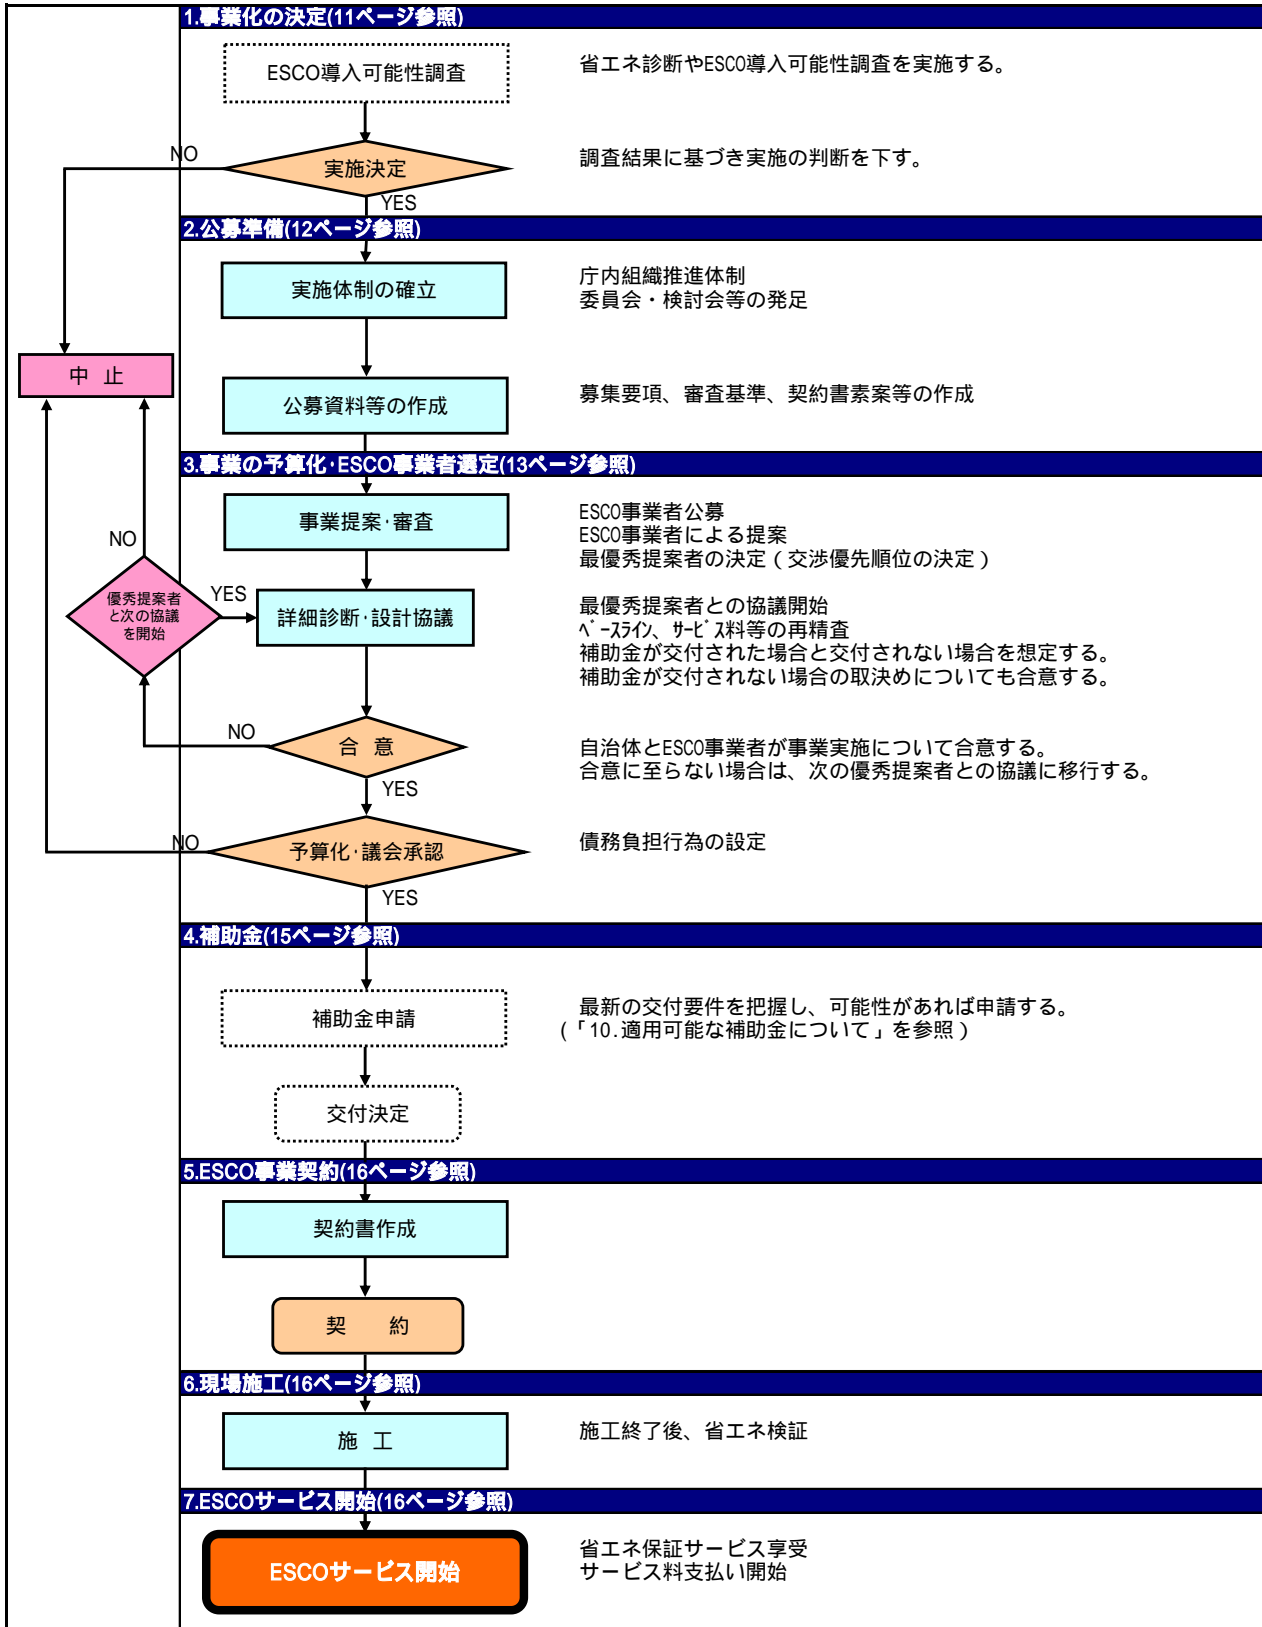 1.事業化の決定(11ページ参照)
ESCO導入可能性調査
省エネ診断やESCO導入可能性調査を実施する。
NO
実施決定
調査結果に基づき実施の判断を下す。
YES
2.公募準備(12ページ参照)
実施体制の確立
庁内組織推進体制
委員会・検討会等の発足
中 止
公募資料等の作成
募集要項、審査基準、契約書素案等の作成
3.事業の予算化･ESCO事業者選定(13ページ参照)
事業提案･審査
ESCO事業者公募
ESCO事業者による提案
最優秀提案者の決定(交渉優先順位の決定)
NO
優秀提案者
と次の協議
を開始
YES
詳細診断･設計協議
最優秀提案者との協議開始
ﾍﾞｰｽﾗｲﾝ、ｻｰﾋﾞｽ料等の再精査
補助金が交付された場合と交付されない場合を想定する。
補助金が交付されない場合の取決めについても合意する。
NO
合 意
自治体とESCO事業者が事業実施について合意する。
合意に至らない場合は、次の優秀提案者との協議に移行する。
YES
NO
予算化･議会承認
債務負担行為の設定
YES
4.補助金(15ページ参照)
補助金申請
最新の交付要件を把握し、可能性があれば申請する。
(「10.適用可能な補助金について」を参照)
交付決定
5.ESCO事業契約(16ページ参照)
契約書作成
契 約
6.現場施工(16ページ参照)
施 工
施工終了後、省エネ検証
7.ESCOサービス開始(16ページ参照)
ESCOサービス開始
省エネ保証サービス享受
サービス料支払い開始